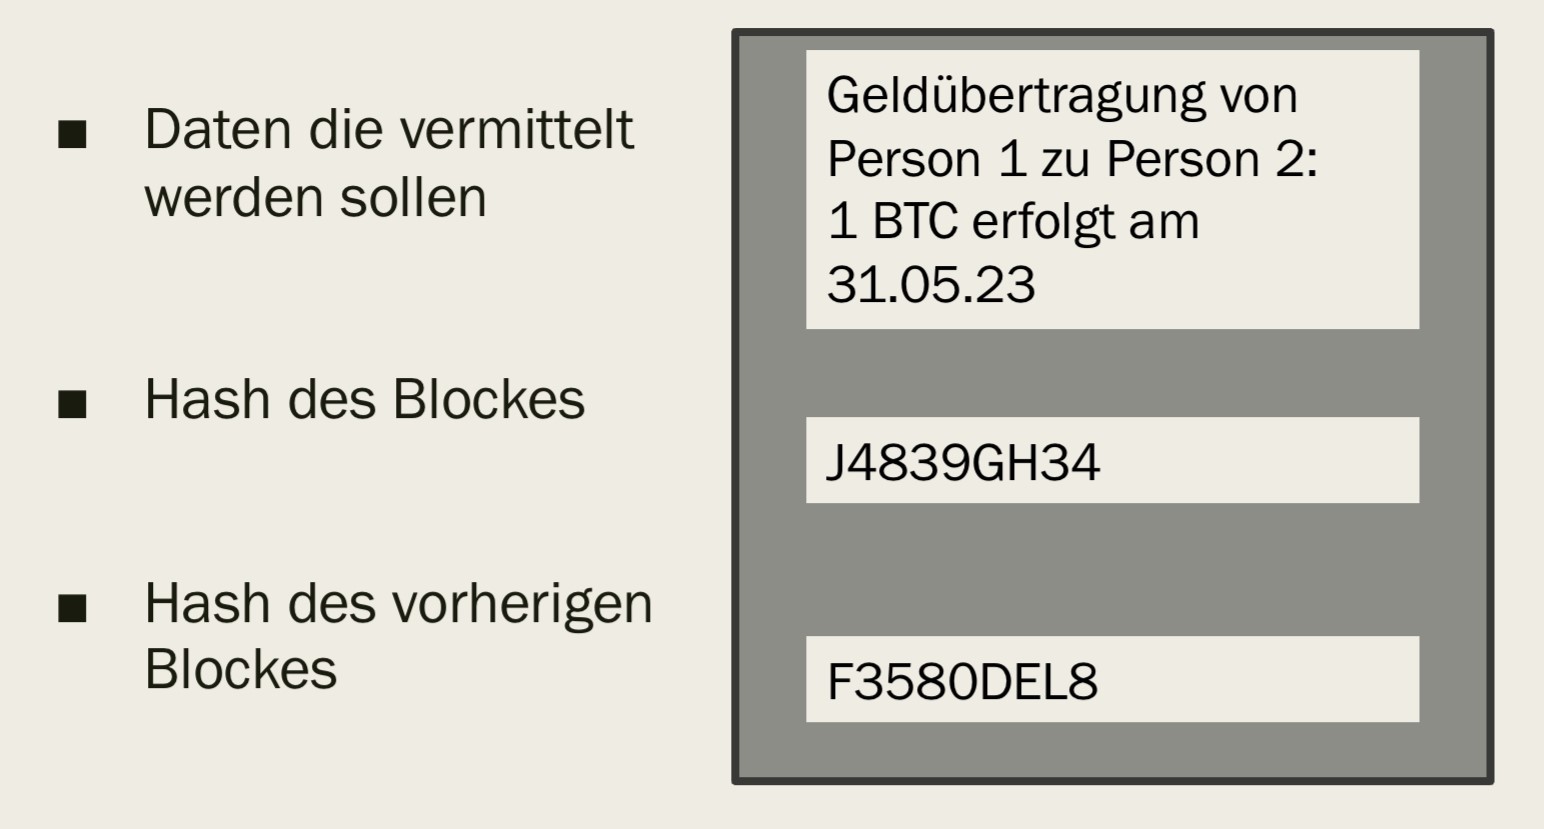 Daten die vermittelt
werden sollen
Geldübertragung von
Person 1 zu Person 2:
1 BTC erfolgt am
31.05.23
Hash des Blockes
J4839GH34
Hash des vorherigen
Blockes
F3580DEL8